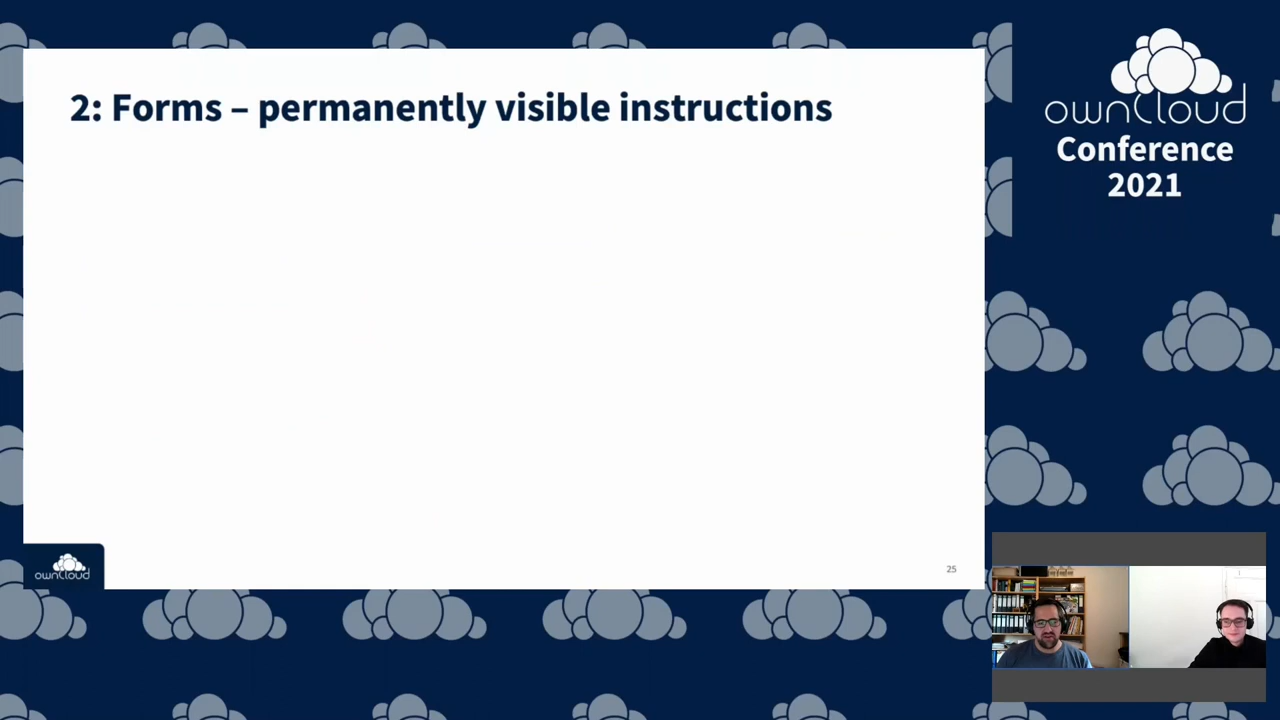 2: Forms – permanently visible instructions
ownCloud
Conference
2021
ownCloud
25